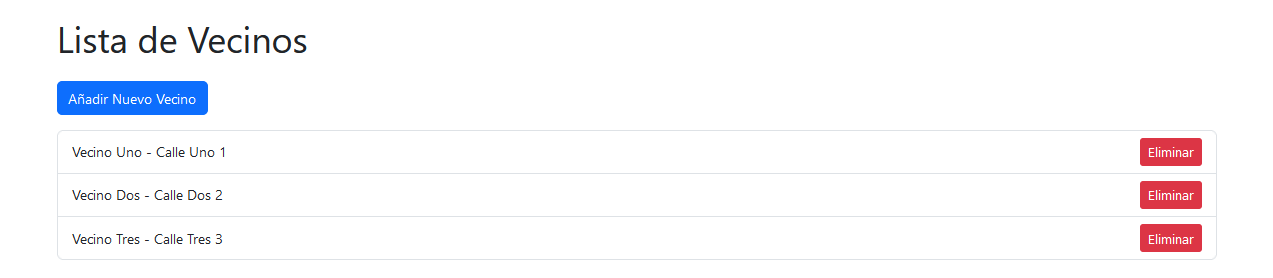 Lista de Vecinos
Añadir Nuevo Vecino
Vecino Uno - Calle Uno 1 Eliminar
Vecino Dos - Calle Dos 2 Eliminar
Vecino Tres - Calle Tres 3 Eliminar